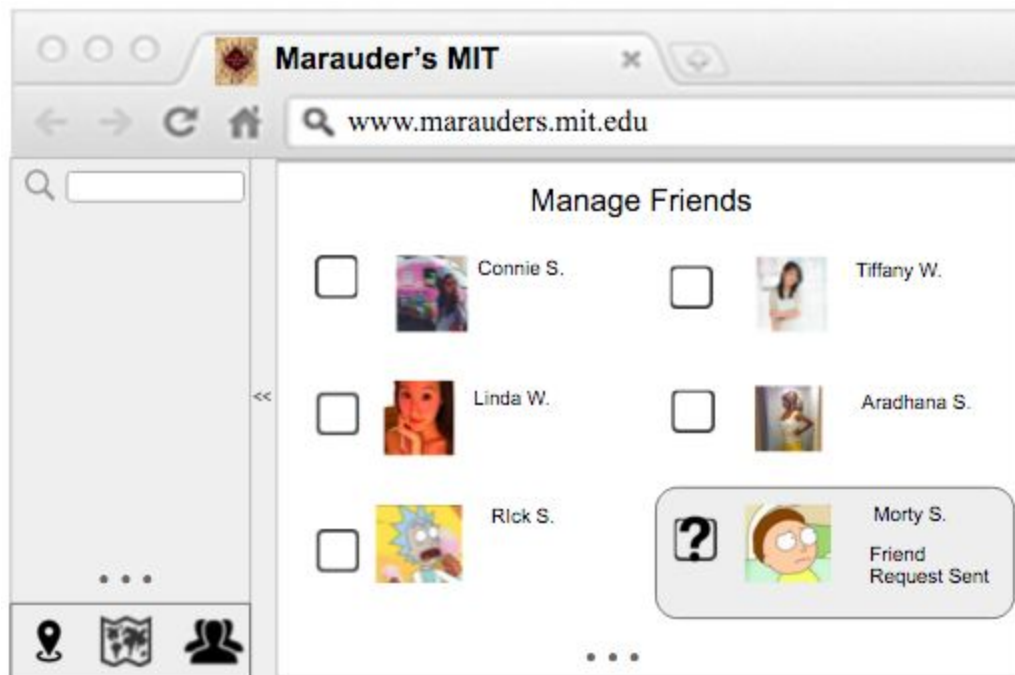 Marauder's MIT
www.marauders.mit.edu
Manage Friends
Connie S.
Tiffany W.
<<
Linda W.
Aradhana S.
RIck S.
Morty S.
?
Friend
Request Sent